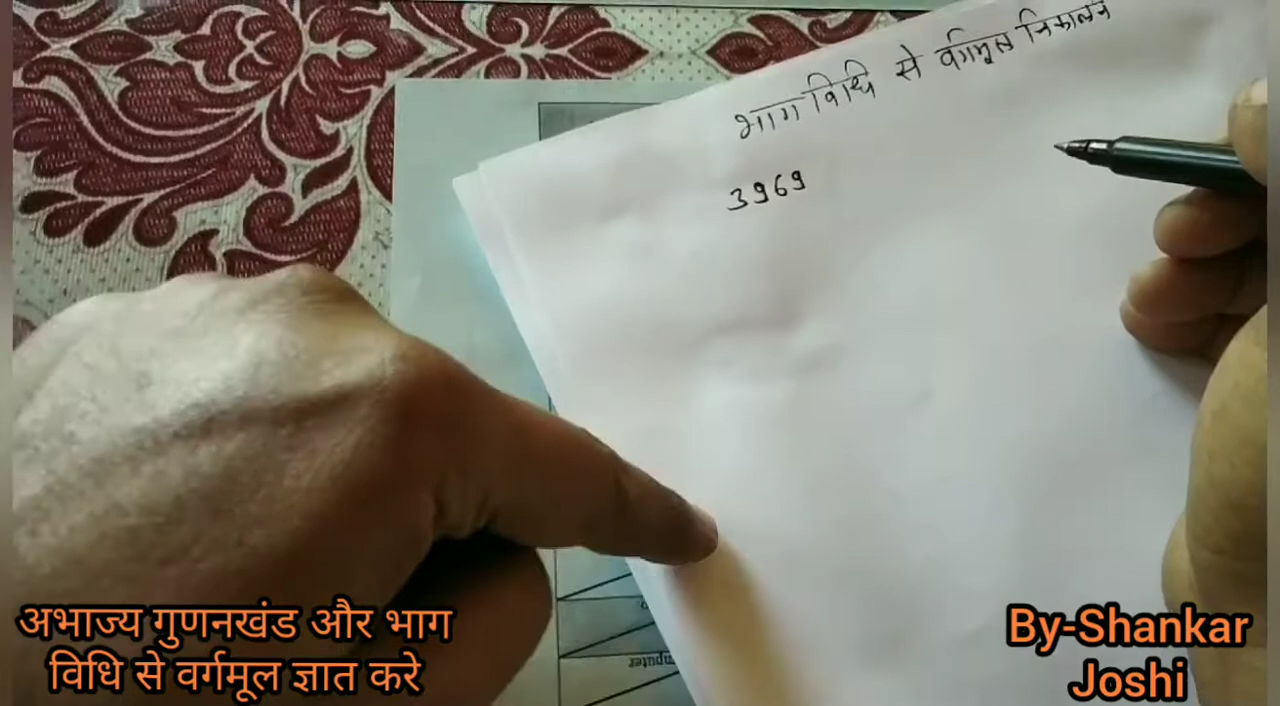 भाग विधि से वर्गमूल निकालन
3969
अभाज्य गुणनखंड और भाग
विधि से वर्गमूल ज्ञात करे
By-Shankar
Joshi